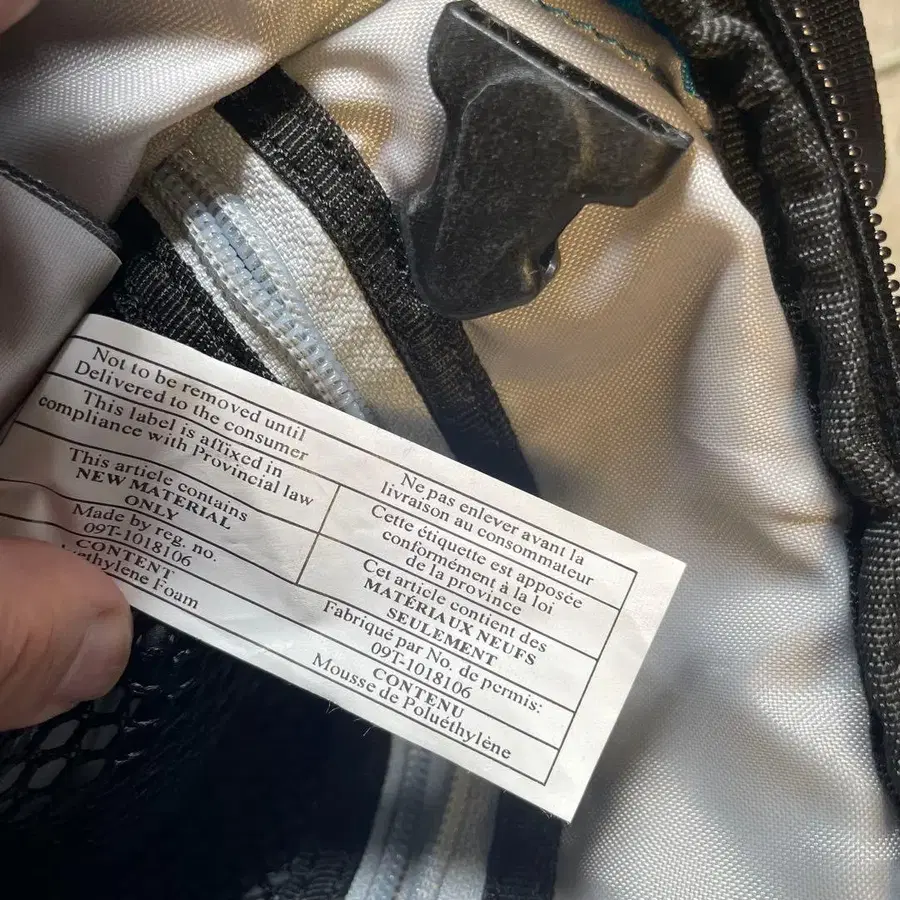 Not to be removed until
Delivered to the consumer
This label is affixed in
compliance with Provincial law
This article contains
NEW MATERIAL
ONLY
Made by reg. no.
09T-1018106
CONTENT
Foam
Ne pas enlever avant la
livraison au consommateur
Cette étiquette est apposée
conformément à la loi
de la province
Cet article contient des
MATÉRIAUX NEUFS
SEULEMENT
Fabriqué par No. de permis:
09T-1018106
CONTENU
Mousse de Poluéthylène